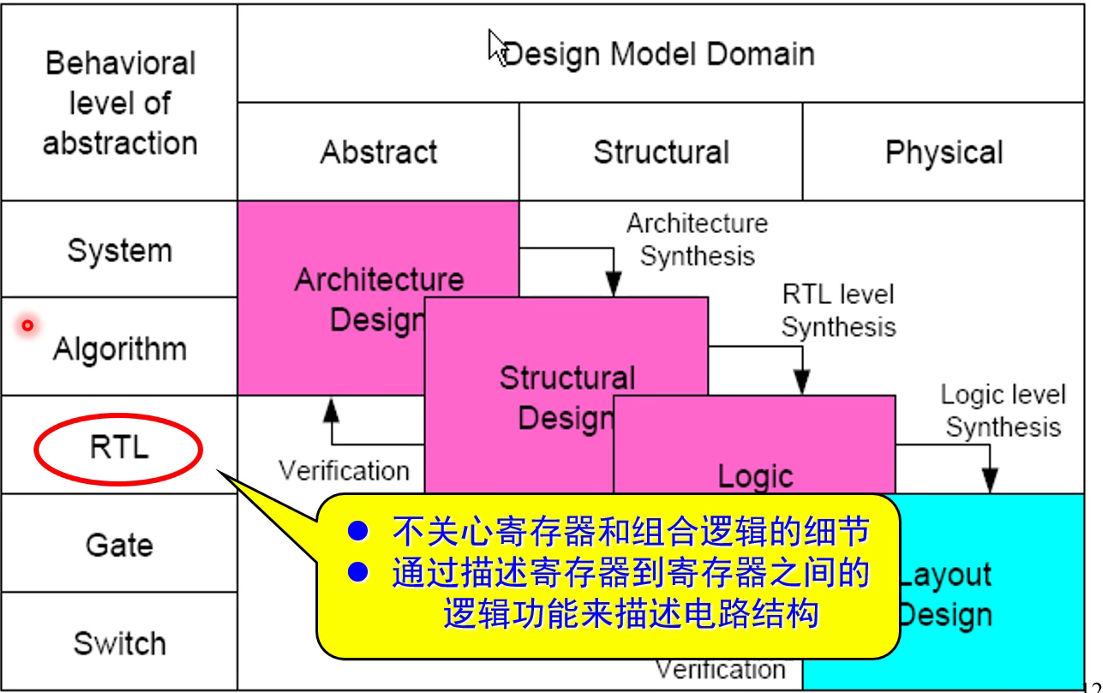 Behavioral
level of
abstraction
Design Model Domain
Abstract
Structural
Physical
System
Algorithm
RTL
Gate
Switch
Architecture
Design
Architecture
Synthesis
Structural
Design
RTL level
Synthesis
Logic
Logic level
Synthesis
Verification
● 不关心寄存器和组合逻辑的细节
● 通过描述寄存器到寄存器之间的
逻辑功能来描述电路结构
Layout
Design
Verification
12